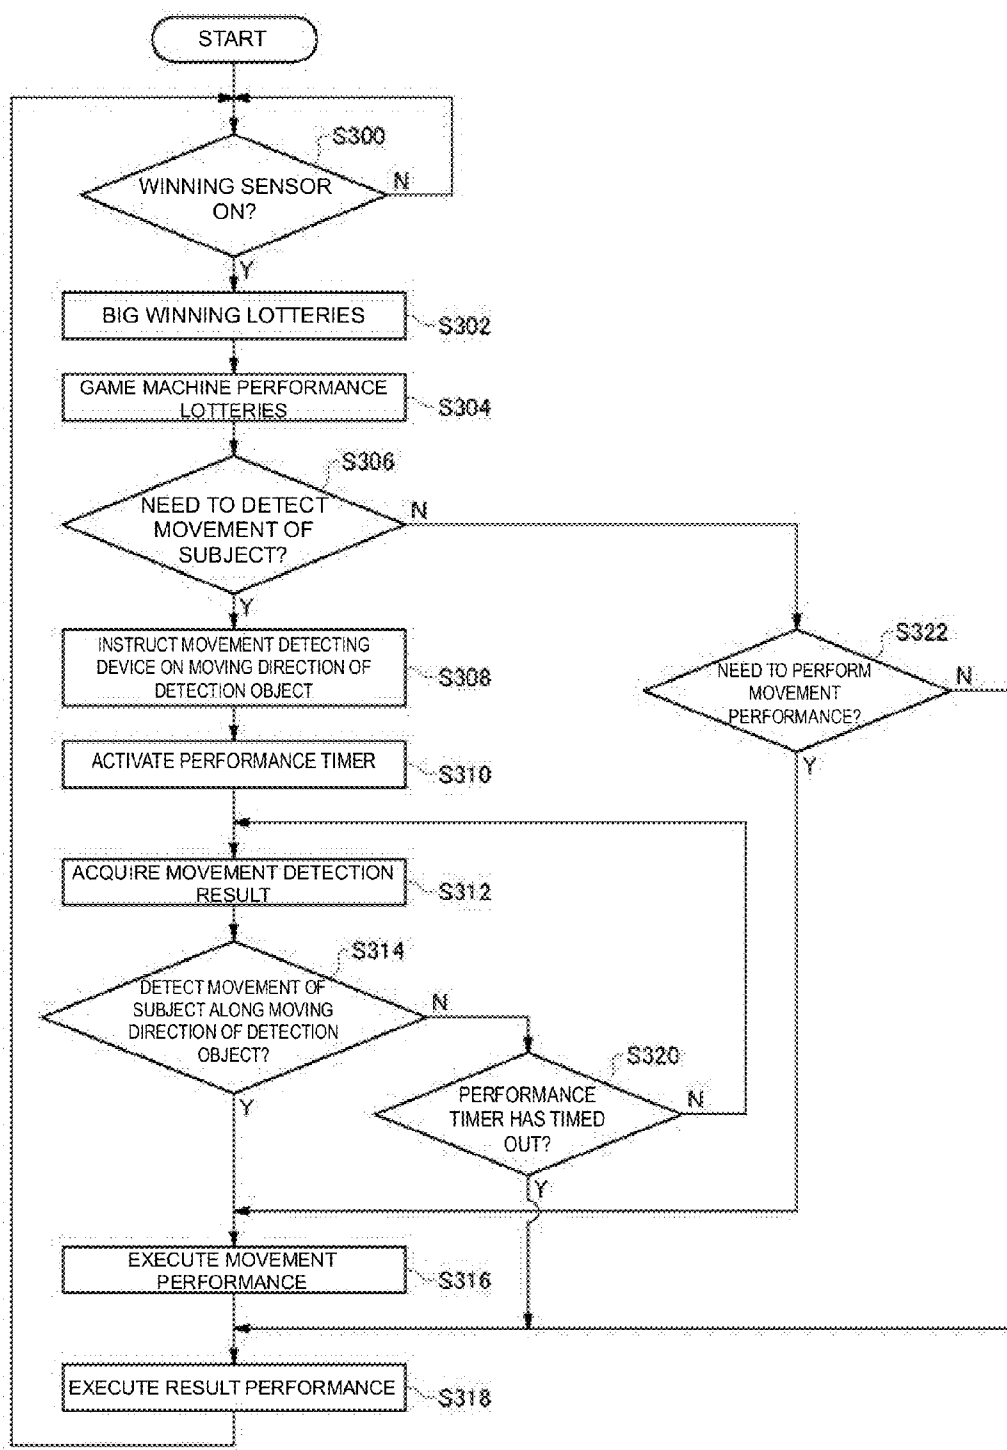 START
S300
WINNING SENSOR
ON?
N
Y
BIG WINNING LOTTERIES
S302
GAME MACHINE PERFORMANCE
LOTTERIES
S304
S306
NEED TO DETECT
MOVEMENT OF
SUBJECT?
N
Y
INSTRUCT MOVEMENT DETECTING
DEVICE ON MOVING DIRECTION OF
DETECTION OBJECT
S308
S322
NEED TO PERFORM
MOVEMENT
PERFORMANCE?
N
Y
ACTIVATE PERFORMANCE TIMER
S310
ACQUIRE MOVEMENT DETECTION
RESULT
S312
S314
DETECT MOVEMENT OF
SUBJECT ALONG MOVING
DIRECTION OF DETECTION
OBJECT?
N
Y
S320
PERFORMANCE
TIMER HAS TIMED
OUT?
N
Y
EXECUTE MOVEMENT
PERFORMANCE
S316
EXECUTE RESULT PERFORMANCE
S318